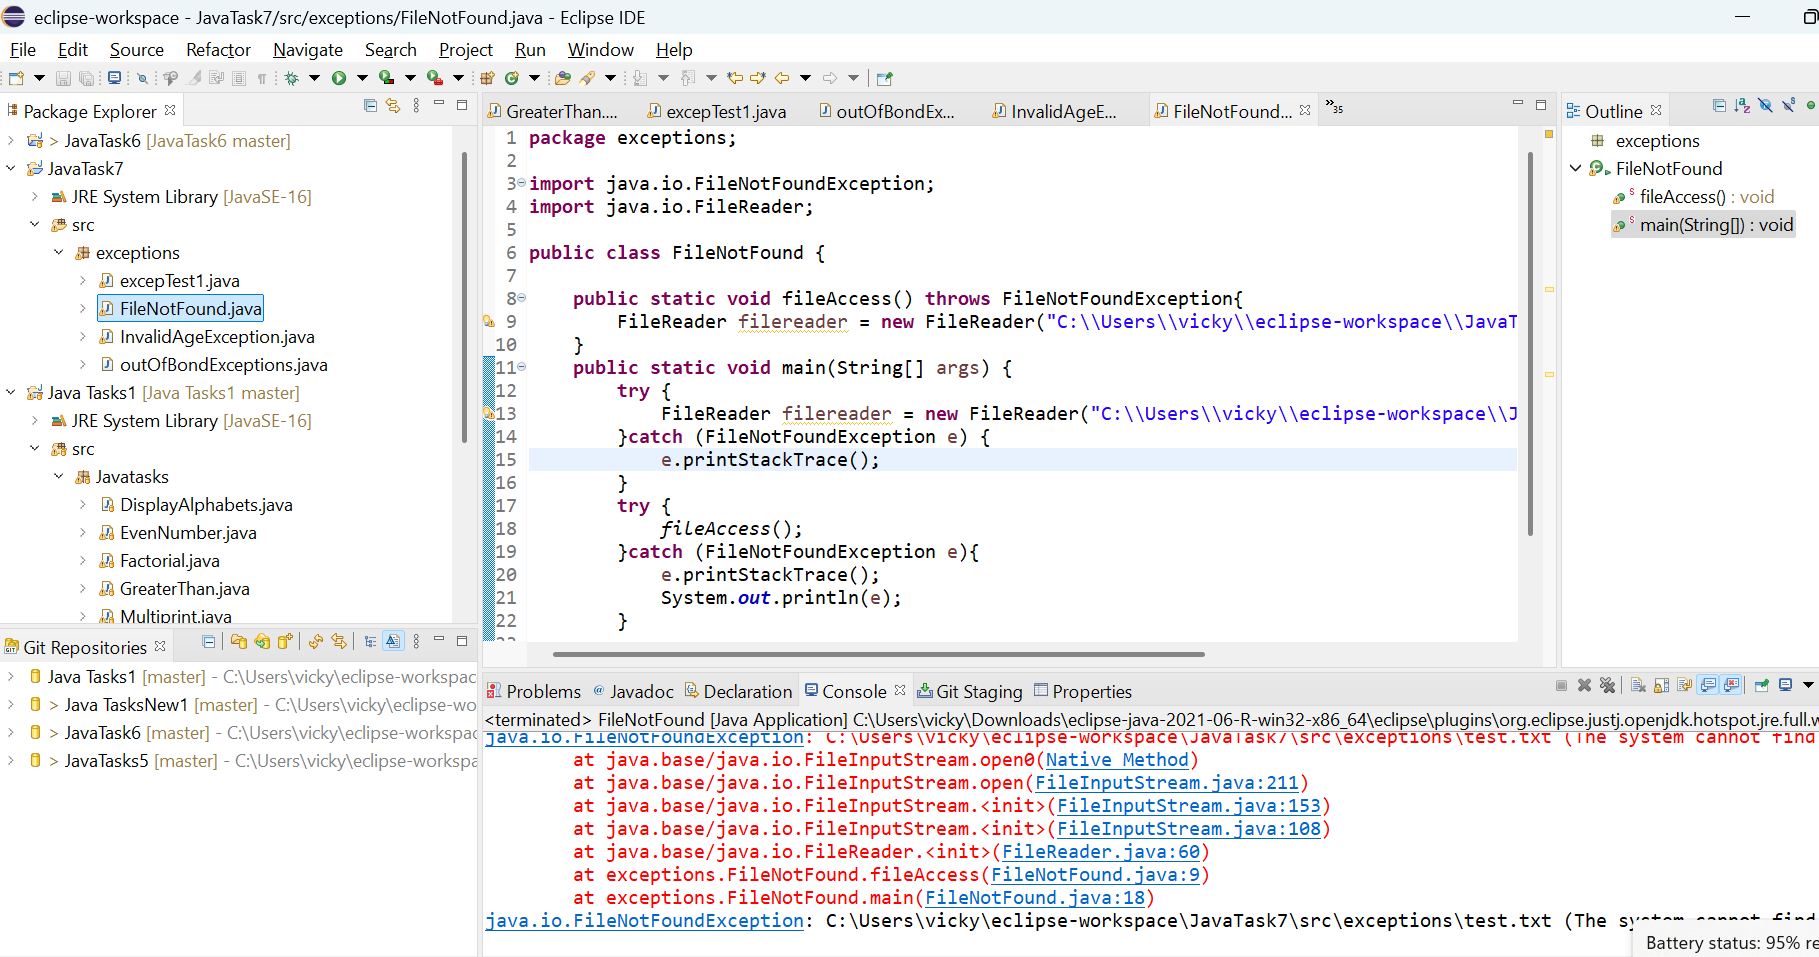 eclipse-workspace - JavaTask7/src/exceptions/FileNotFound.java - Eclipse IDE
File Edit Source Refactor Navigate Search Project Run Window Help
Package Explorer
> JavaTask6 [JavaTask6 master]
JavaTask7
JRE System Library [JavaSE-16]
src
exceptions
excepTest1.java
FileNotFound.java
InvalidAgeException.java
outOfBondExceptions.java
Java Tasks1 [Java Tasks1 master]
JRE System Library [JavaSE-16]
src
Javatasks
DisplayAlphabets.java
EvenNumber.java
Factorial.java
GreaterThan.java
Multiprint.java
Git Repositories
Java Tasks1 [master] - C:\Users\vicky\eclipse-workspac
> Java TasksNew1 [master] - C:\Users\vicky\eclipse-wo
> JavaTask6 [master] - C:\Users\vicky\eclipse-workspac
> JavaTasks5 [master] - C:\Users\vicky\eclipse-workspa
GreaterThan.... excepTest1.java outOfBondEx... InvalidAgeE... FileNotFound... »35
1 package exceptions;
2
3 import java.io.FileNotFoundException;
4 import java.io.FileReader;
5
6 public class FileNotFound {
7
8 public static void fileAccess() throws FileNotFoundException{
9 FileReader filereader = new FileReader("C:\\Users\\vicky\\eclipse-workspace\\JavaT
10 }
11 public static void main(String[] args) {
12 try {
13 FileReader filereader = new FileReader("C:\\Users\\vicky\\eclipse-workspace\\J
14 }catch (FileNotFoundException e) {
15 e.printStackTrace();
16 }
17 try {
18 fileAccess();
19 }catch (FileNotFoundException e){
20 e.printStackTrace();
21 System.out.println(e);
22 }
Outline
exceptions
FileNotFound
fileAccess() : void
main(String[]) : void
Problems @ Javadoc Declaration Console Git Staging Properties
<terminated> FileNotFound [Java Application] C:\Users\vicky\Downloads\eclipse-java-2021-06-R-win32-x86_64\eclipse\plugins\org.eclipse.justj.openjdk.hotspot.jre.full.w
java.io.FileNotFoundException: C:\Users\vicky\eclipse-workspace\JavaTask7\src\exceptions\test.txt (The system cannot find
at java.base/java.io.FileInputStream.open0(Native Method)
at java.base/java.io.FileInputStream.open(FileInputStream.java:211)
at java.base/java.io.FileInputStream.<init>(FileInputStream.java:153)
at java.base/java.io.FileInputStream.<init>(FileInputStream.java:108)
at java.base/java.io.FileReader.<init>(FileReader.java:60)
at exceptions.FileNotFound.fileAccess(FileNotFound.java:9)
at exceptions.FileNotFound.main(FileNotFound.java:18)
java.io.FileNotFoundException: C:\Users\vicky\eclipse-workspace\JavaTask7\src\exceptions\test.txt (The system cannot find
Battery status: 95% re